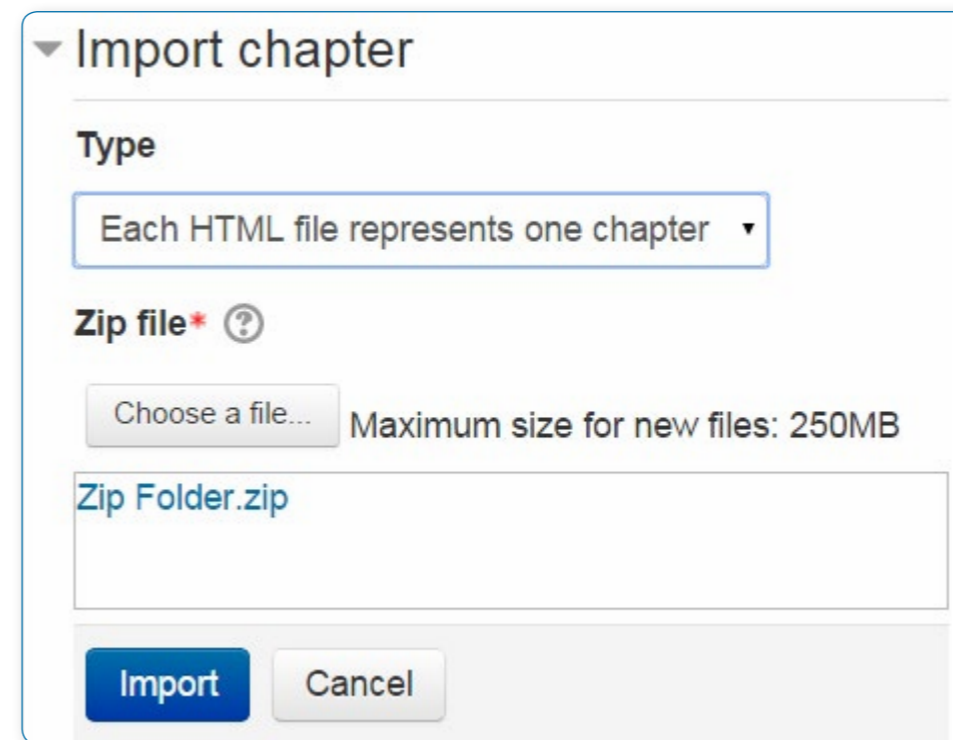 Import chapter
Type
Each HTML file represents one chapter
Zip file*
Choose a file... Maximum size for new files: 250MB
Zip Folder.zip
Import Cancel